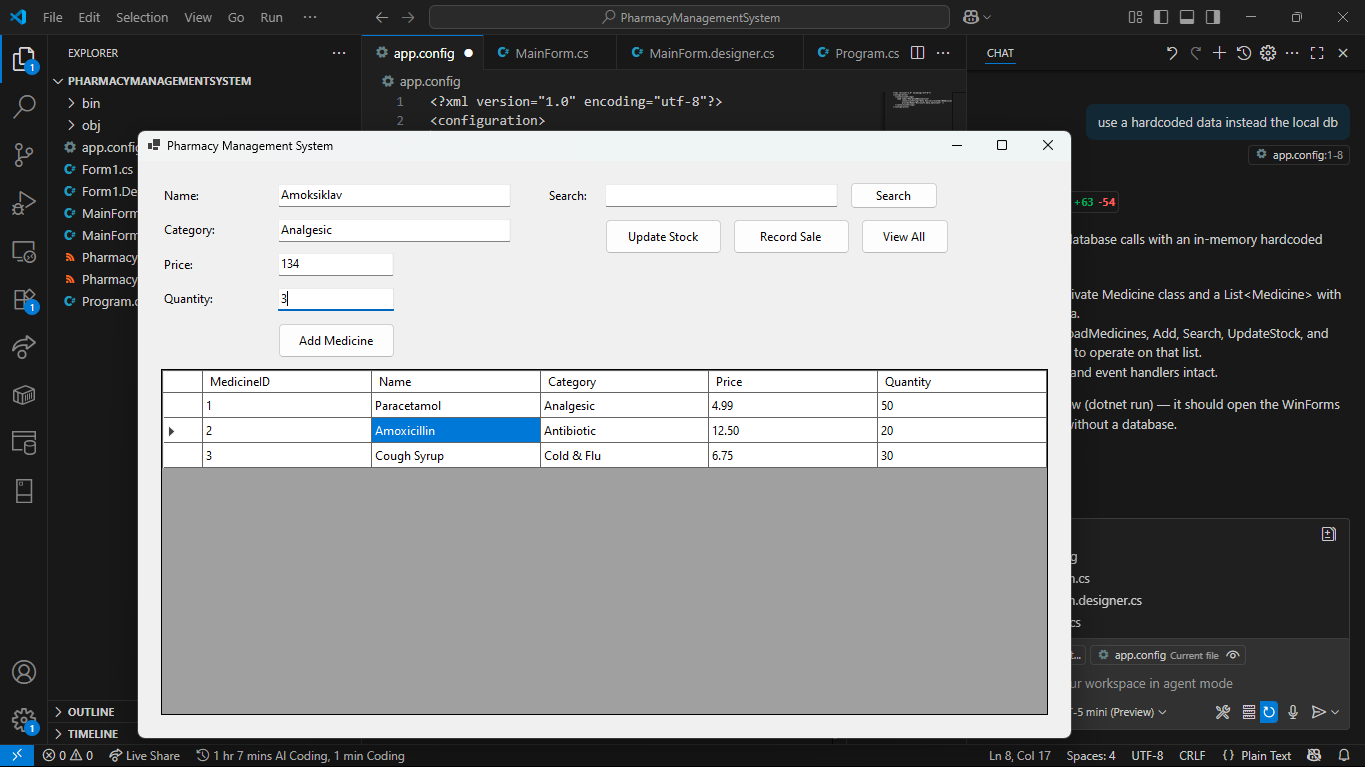 File Edit Selection View Go Run ··· PharmacyManagementSystem
EXPLORER ···
PHARMACYMANAGEMENTSYSTEM
bin
obj
app.config
Form1.cs
Form1.De
MainForm
MainForm
Pharmacy
Pharmacy
Program.c
OUTLINE
TIMELINE
app.config MainForm.cs MainForm.designer.cs Program.cs ···
app.config
1 <?xml version="1.0" encoding="utf-8"?>
2 <configuration>
Pharmacy Management System
Name: Amoksiklav Search: Search
Category: Analgesic Update Stock Record Sale View All
Price: 134
Quantity: 3
Add Medicine
MedicineID Name Category Price Quantity
1 Paracetamol Analgesic 4.99 50
2 Amoxicillin Antibiotic 12.50 20
3 Cough Syrup Cold & Flu 6.75 30
CHAT ···
use a hardcoded data instead the local db
app.config:1-8
+63 -54
atabase calls with an in-memory hardcoded
ivate Medicine class and a List<Medicine> with
a.
oadMedicines, Add, Search, UpdateStock, and
to operate on that list.
and event handlers intact.
w (dotnet run) — it should open the WinForms
without a database.
g
n.cs
n.designer.cs
cs
t... app.config Current file
ur workspace in agent mode
T-5 mini (Preview)
0 0 Live Share 1 hr 7 mins AI Coding, 1 min Coding Ln 8, Col 17 Spaces: 4 UTF-8 CRLF {} Plain Text